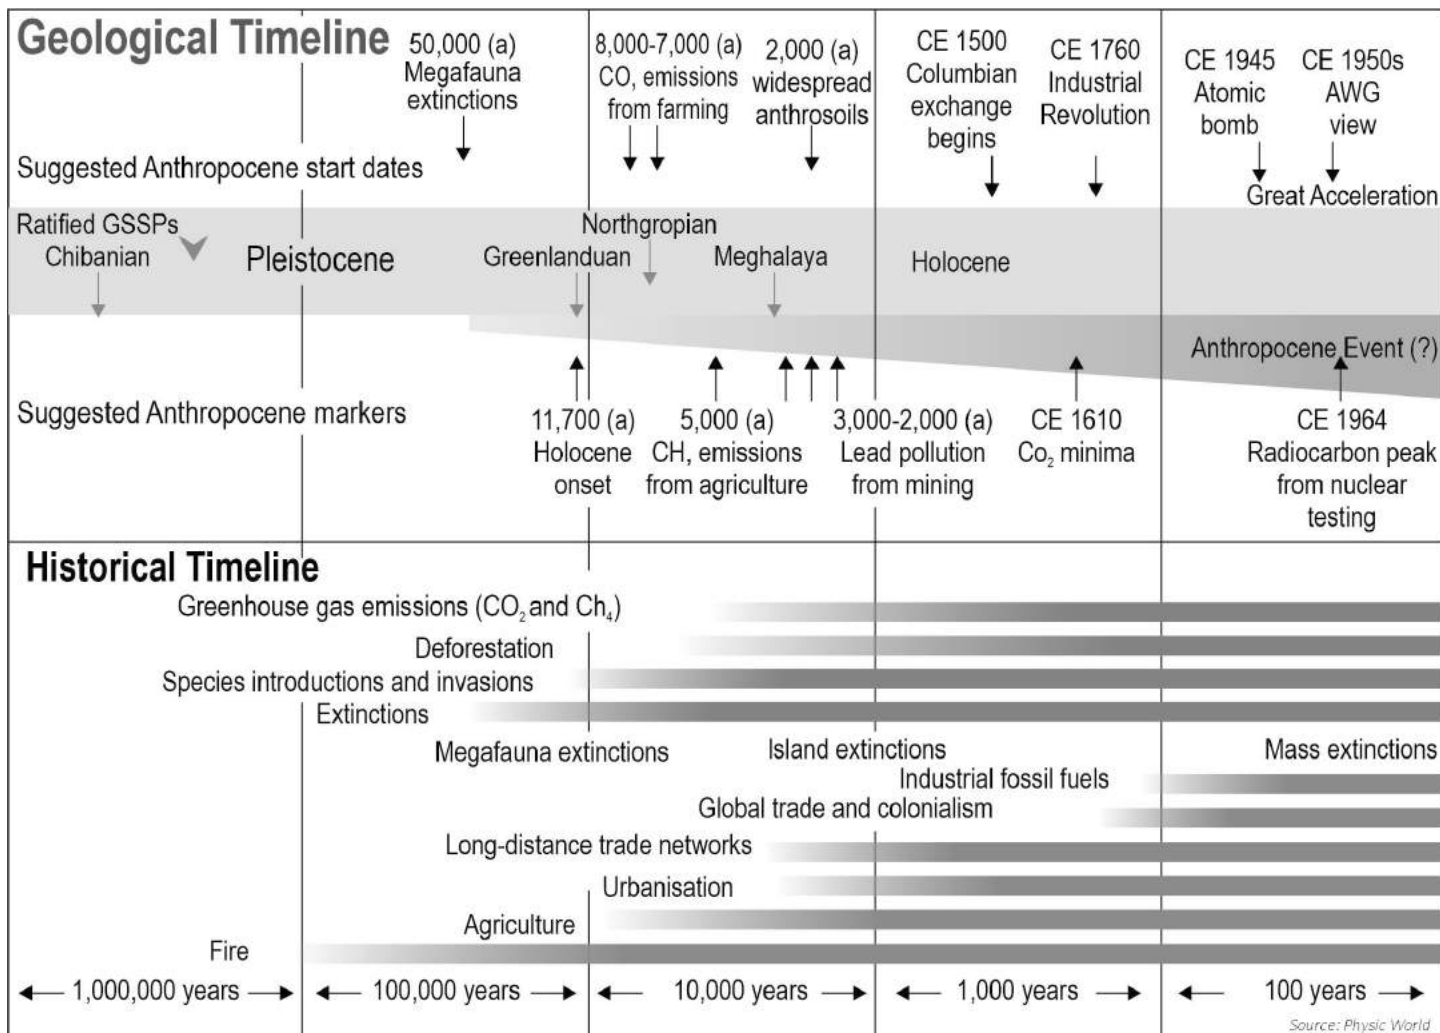 Geological Timeline
50,000 (a)
Megafauna
extinctions
8,000-7,000 (a)
CO, emissions
from farming
2,000 (a)
widespread
anthrosoils
CE 1500
Columbian
exchange
begins
CE 1760
Industrial
Revolution
CE 1945
Atomic
bomb
CE 1950s
AWG
view
Suggested Anthropocene start dates
Great Acceleration
Ratified GSSPs
Chibanian
Pleistocene
Greenlanduan
Northgropian
Meghalaya
Holocene
Anthropocene Event (?)
Suggested Anthropocene markers
11,700 (a)
Holocene
onset
5,000 (a)
CH, emissions
from agriculture
3,000-2,000 (a)
Lead pollution
from mining
CE 1610
Co₂ minima
CE 1964
Radiocarbon peak
from nuclear
testing
Historical Timeline
Greenhouse gas emissions (CO₂ and Ch₄)
Deforestation
Species introductions and invasions
Extinctions
Megafauna extinctions
Island extinctions
Mass extinctions
Industrial fossil fuels
Global trade and colonialism
Long-distance trade networks
Urbanisation
Agriculture
Fire
1,000,000 years
100,000 years
10,000 years
1,000 years
100 years
Source: Physic World